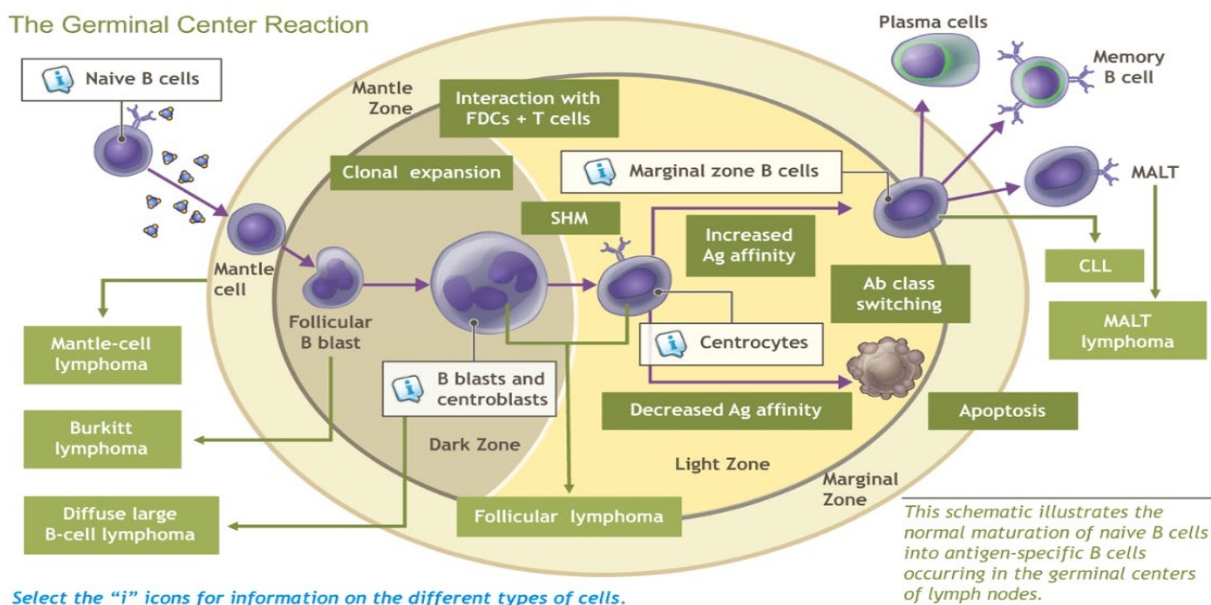 The Germinal Center Reaction
Naive B cells
Mantle
Zone
Interaction with
FDCs + T cells
Clonal expansion
Plasma
cells
Memory
B cell
Marginal zone B cells
SHM
MALT
Increased
Ag affinity
Mantle
cell
CLL
Ab class
switching
Follicular
B blast
Mantle-cell
lymphoma
Centrocytes
MALT
lymphoma
B blasts and
centroblasts
Decreased Ag affinity
Apoptosis
Burkitt
lymphoma
Dark Zone
Light Zone
Marginal
Zone
Diffuse large
B-cell lymphoma
Follicular lymphoma
This schematic illustrates the
normal maturation of naive B cells
into antigen-specific B cells
occurring in the germinal centers
of lymph nodes.
Select the “i” icons for information on the different types of cells.